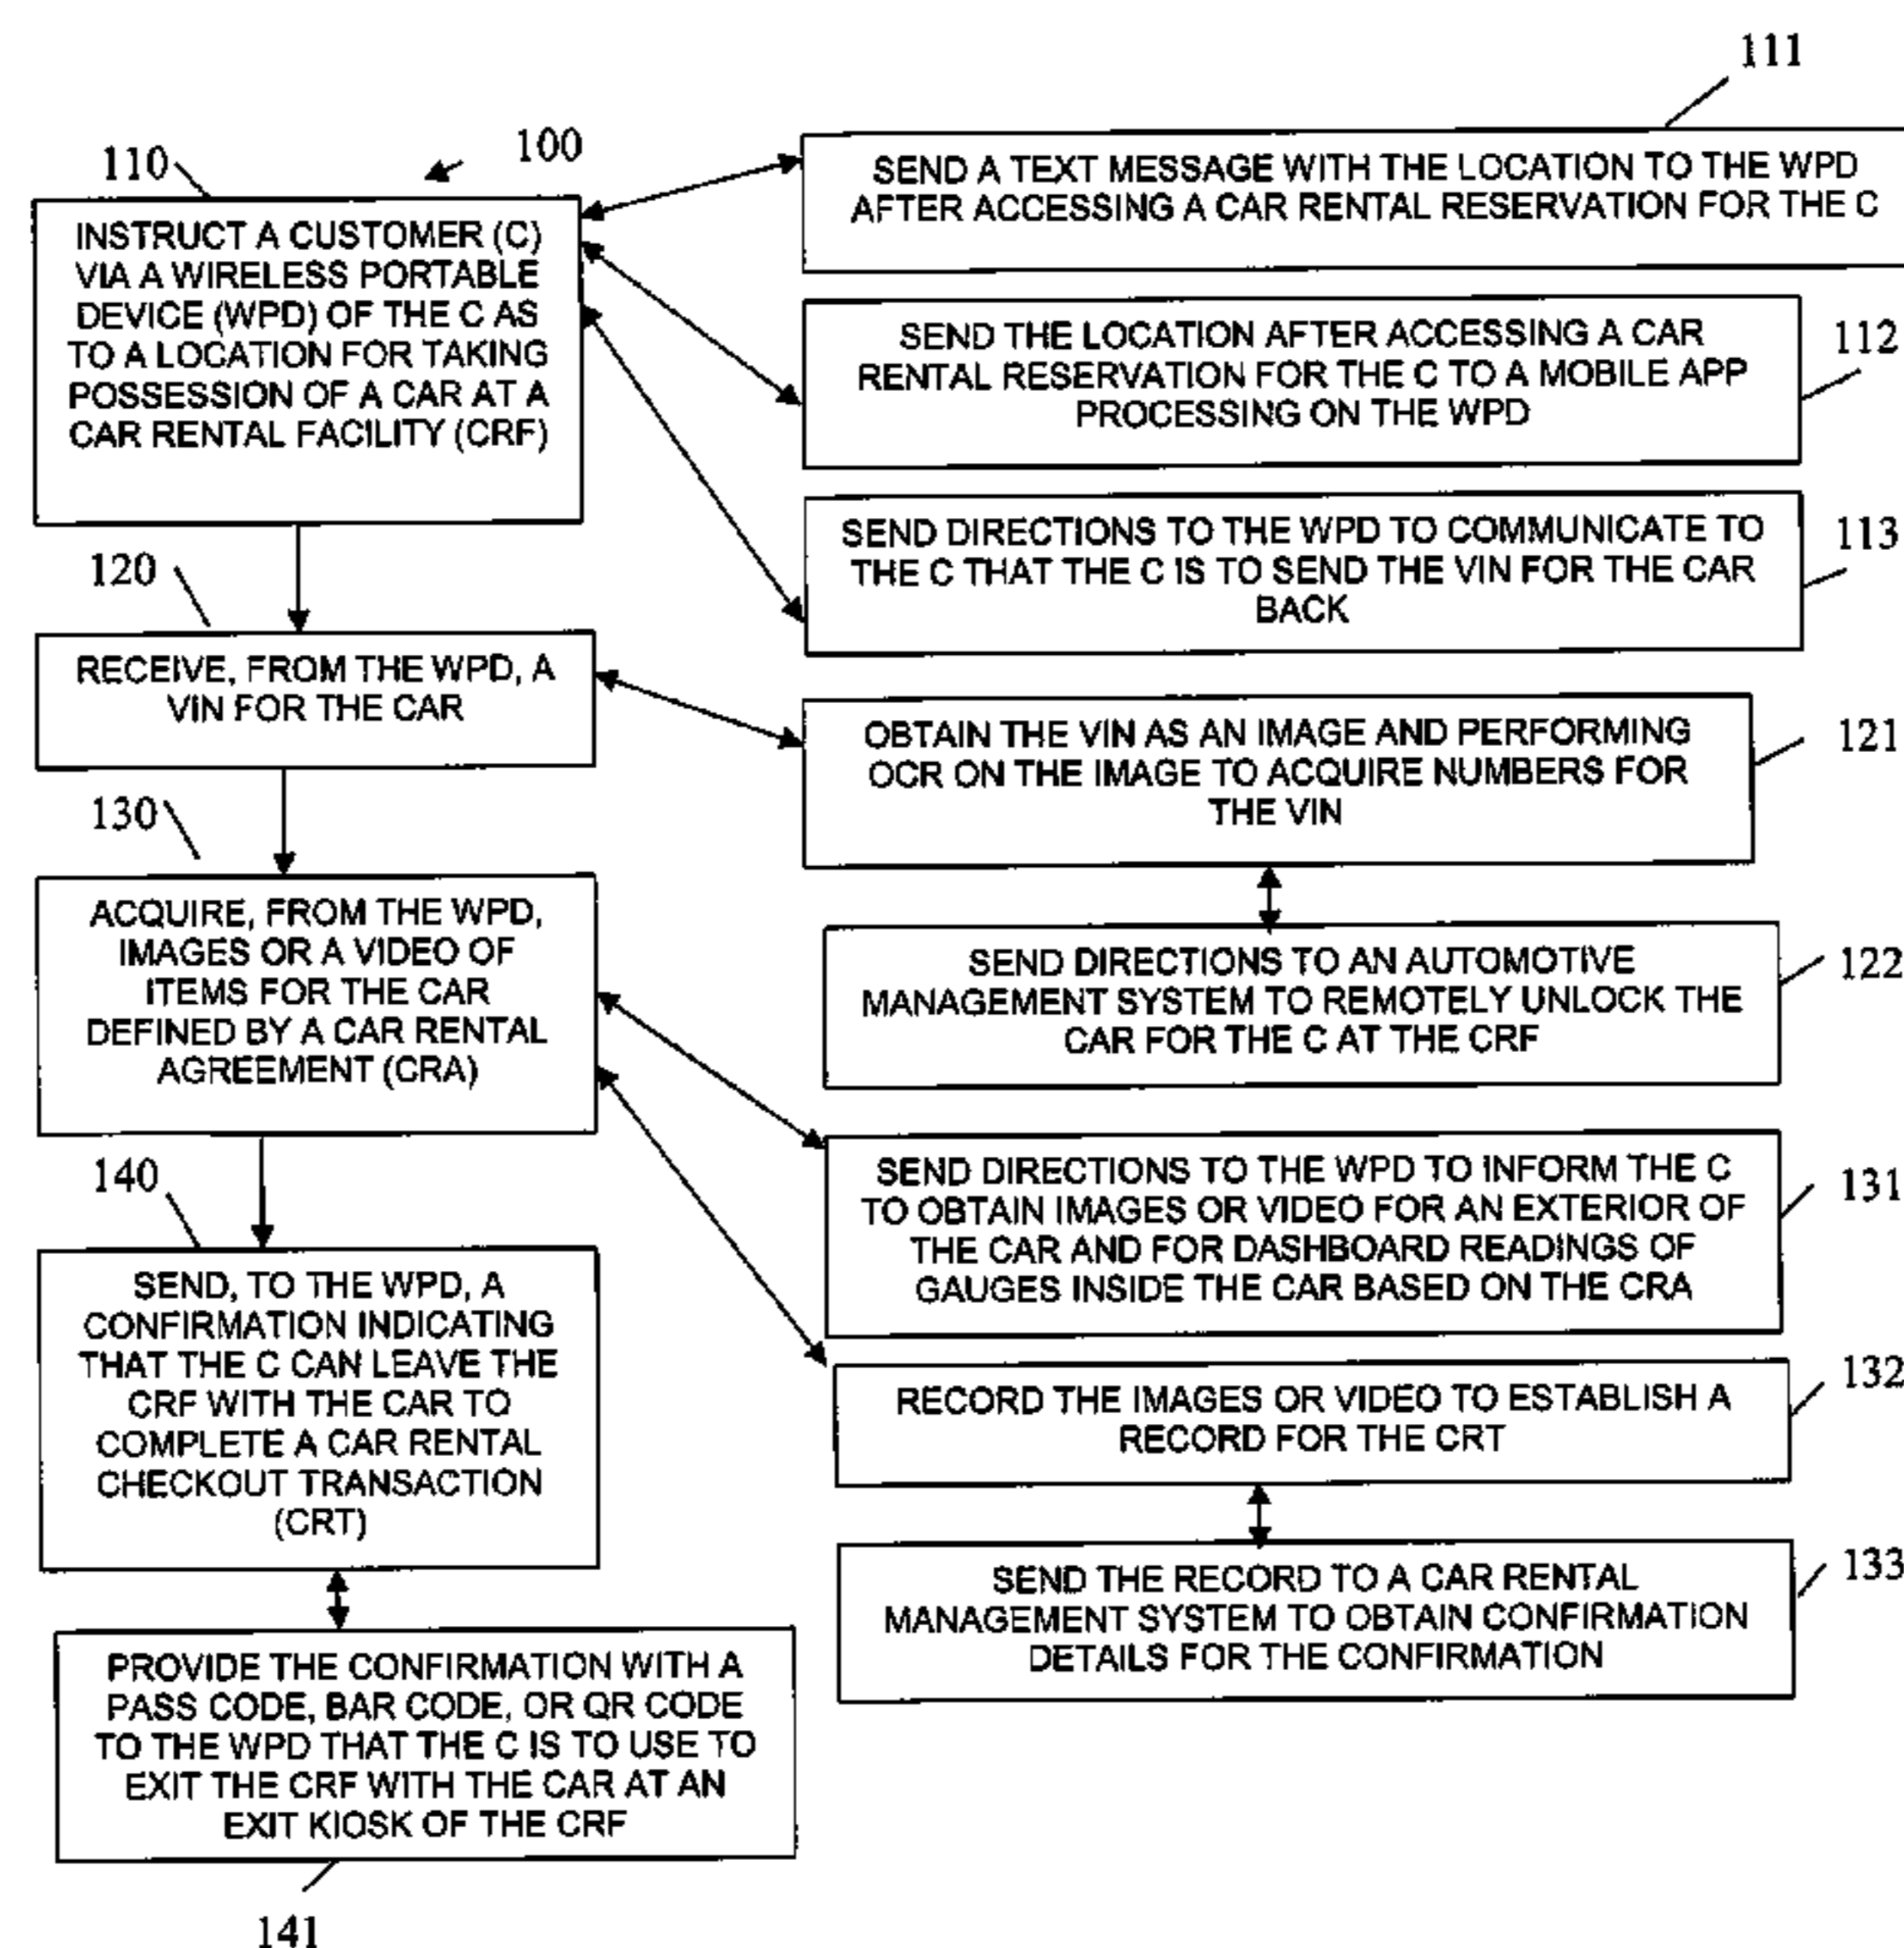 111
100
110
SEND A TEXT MESSAGE WITH THE LOCATION TO THE WPD
AFTER ACCESSING A CAR RENTAL RESERVATION FOR THE C
INSTRUCT A CUSTOMER (C)
VIA A WIRELESS PORTABLE
DEVICE (WPD) OF THE C AS
TO A LOCATION FOR TAKING
POSSESSION OF A CAR AT A
CAR RENTAL FACILITY (CRF)
SEND THE LOCATION AFTER ACCESSING A CAR
RENTAL RESERVATION FOR THE C TO A MOBILE APP
PROCESSING ON THE WPD
112
SEND DIRECTIONS TO THE WPD TO COMMUNICATE TO
THE C THAT THE C IS TO SEND THE VIN FOR THE CAR
BACK
113
120
RECEIVE, FROM THE WPD, A
VIN FOR THE CAR
OBTAIN THE VIN AS AN IMAGE AND PERFORMING
OCR ON THE IMAGE TO ACQUIRE NUMBERS FOR
THE VIN
121
130
ACQUIRE, FROM THE WPD,
IMAGES OR A VIDEO OF
ITEMS FOR THE CAR
DEFINED BY A CAR RENTAL
AGREEMENT (CRA)
SEND DIRECTIONS TO AN AUTOMOTIVE
MANAGEMENT SYSTEM TO REMOTELY UNLOCK THE
CAR FOR THE C AT THE CRF
122
SEND DIRECTIONS TO THE WPD TO INFORM THE C
TO OBTAIN IMAGES OR VIDEO FOR AN EXTERIOR OF
THE CAR AND FOR DASHBOARD READINGS OF
GAUGES INSIDE THE CAR BASED ON THE CRA
131
140
SEND, TO THE WPD, A
CONFIRMATION INDICATING
THAT THE C CAN LEAVE THE
CRF WITH THE CAR TO
COMPLETE A CAR RENTAL
CHECKOUT TRANSACTION
(CRT)
RECORD THE IMAGES OR VIDEO TO ESTABLISH A
RECORD FOR THE CRT
132
SEND THE RECORD TO A CAR RENTAL
MANAGEMENT SYSTEM TO OBTAIN CONFIRMATION
DETAILS FOR THE CONFIRMATION
133
PROVIDE THE CONFIRMATION WITH A
PASS CODE, BAR CODE, OR QR CODE
TO THE WPD THAT THE C IS TO USE TO
EXIT THE CRF WITH THE CAR AT AN
EXIT KIOSK OF THE CRF
141